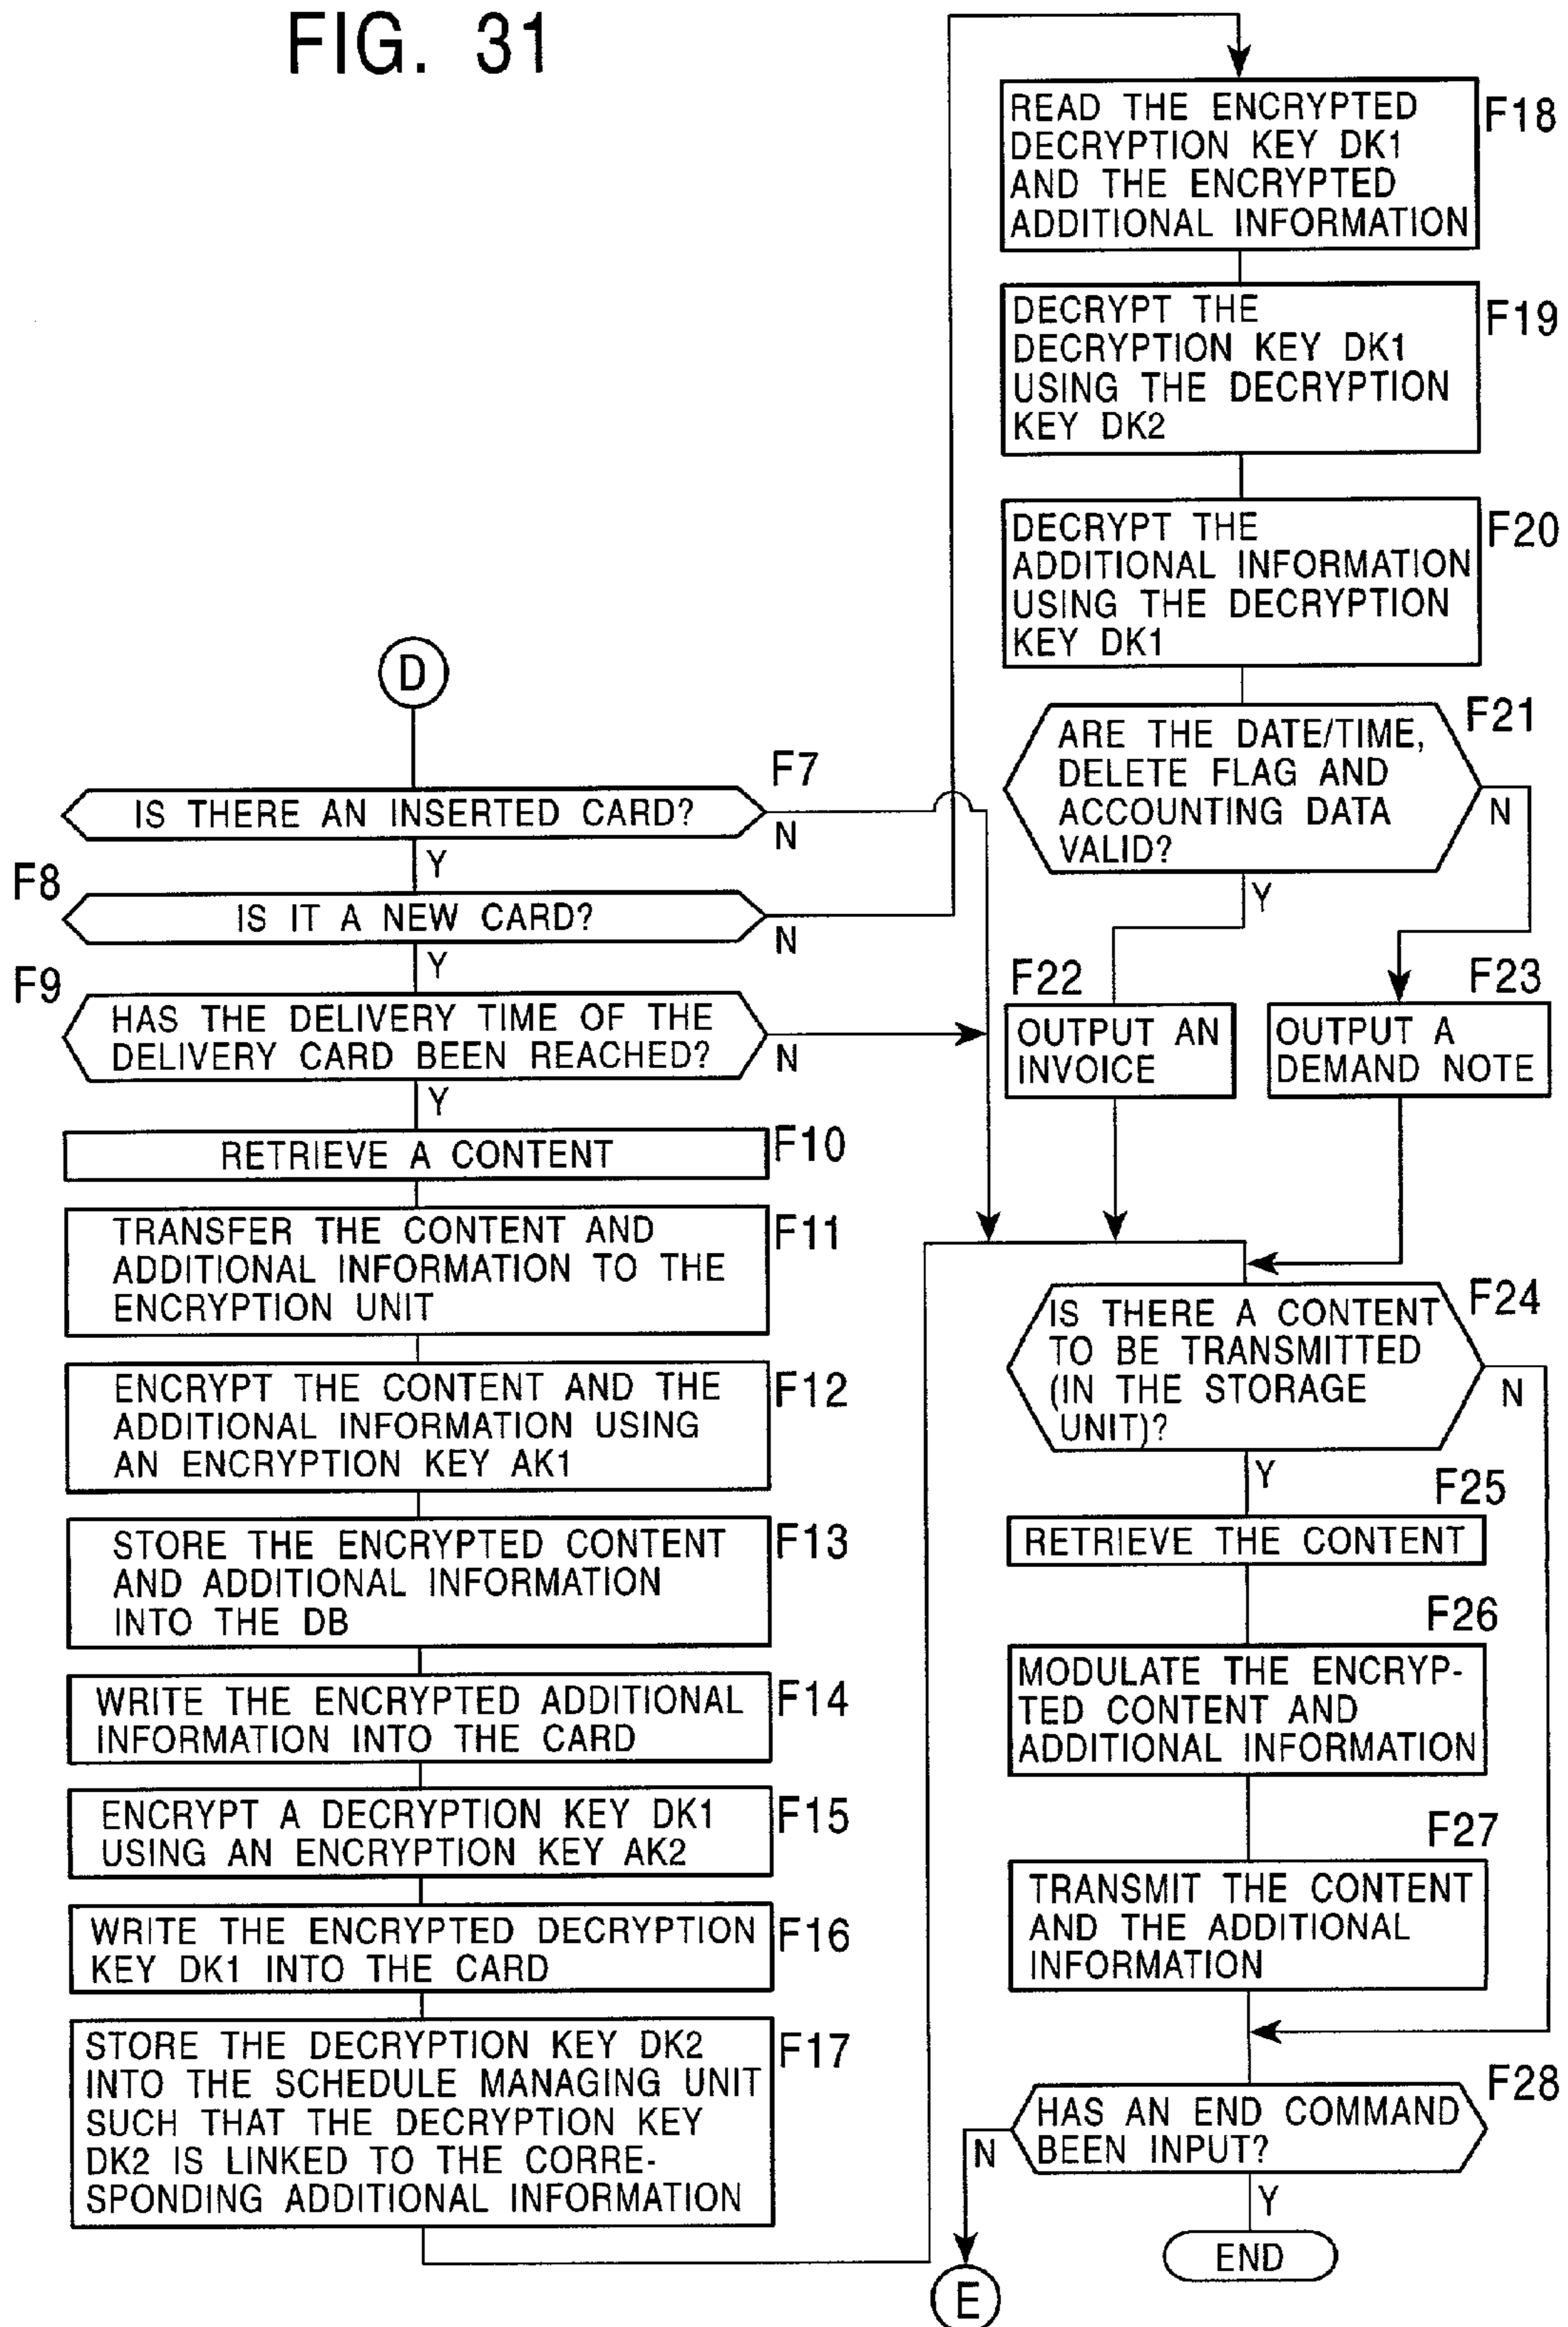 FIG. 31
D
F7
IS THERE AN INSERTED CARD?
N
Y
F8
IS IT A NEW CARD?
N
Y
F9
HAS THE DELIVERY TIME OF THE
DELIVERY CARD BEEN REACHED?
N
Y
RETRIEVE A CONTENT
F10
TRANSFER THE CONTENT AND
ADDITIONAL INFORMATION TO THE
ENCRYPTION UNIT
F11
ENCRYPT THE CONTENT AND THE
ADDITIONAL INFORMATION USING
AN ENCRYPTION KEY AK1
F12
STORE THE ENCRYPTED CONTENT
AND ADDITIONAL INFORMATION
INTO THE DB
F13
WRITE THE ENCRYPTED ADDITIONAL
INFORMATION INTO THE CARD
F14
ENCRYPT A DECRYPTION KEY DK1
USING AN ENCRYPTION KEY AK2
F15
WRITE THE ENCRYPTED DECRYPTION
KEY DK1 INTO THE CARD
F16
STORE THE DECRYPTION KEY DK2
INTO THE SCHEDULE MANAGING UNIT
SUCH THAT THE DECRYPTION KEY
DK2 IS LINKED TO THE CORRE-
SPONDING ADDITIONAL INFORMATION
F17
READ THE ENCRYPTED
DECRYPTION KEY DK1
AND THE ENCRYPTED
ADDITIONAL INFORMATION
F18
DECRYPT THE
DECRYPTION KEY DK1
USING THE DECRYPTION
KEY DK2
F19
DECRYPT THE
ADDITIONAL INFORMATION
USING THE DECRYPTION
KEY DK1
F20
ARE THE DATE/TIME,
DELETE FLAG AND
ACCOUNTING DATA
VALID?
F21
N
Y
F22
OUTPUT AN
INVOICE
F23
OUTPUT A
DEMAND NOTE
IS THERE A CONTENT
TO BE TRANSMITTED
(IN THE STORAGE
UNIT)?
F24
N
Y
F25
RETRIEVE THE CONTENT
F26
MODULATE THE ENCRYP-
TED CONTENT AND
ADDITIONAL INFORMATION
F27
TRANSMIT THE CONTENT
AND THE ADDITIONAL
INFORMATION
F28
HAS AN END COMMAND
BEEN INPUT?
N
Y
END
E